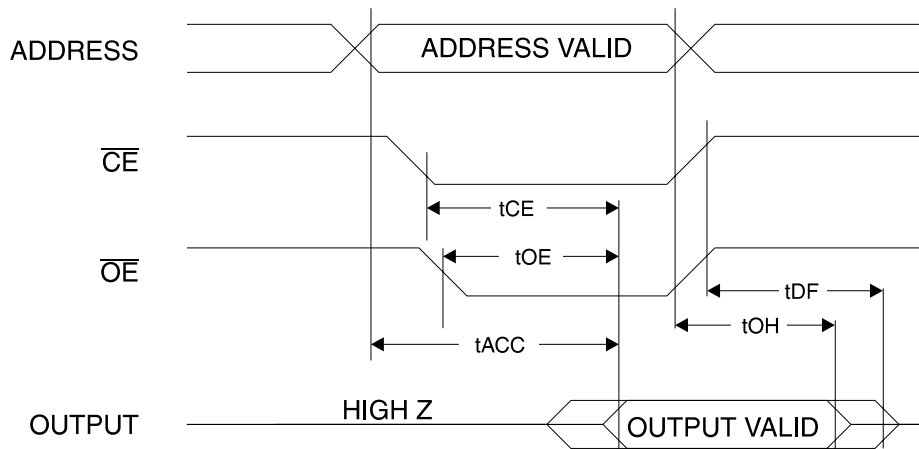 ADDRESS
ADDRESS VALID
CE
tCE
OE
tOE
tDF
tOH
tACC
OUTPUT
HIGH Z
OUTPUT VALID